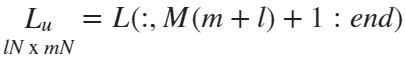 L_u = L(:, M(m + l) + 1 : end)
lN x mN